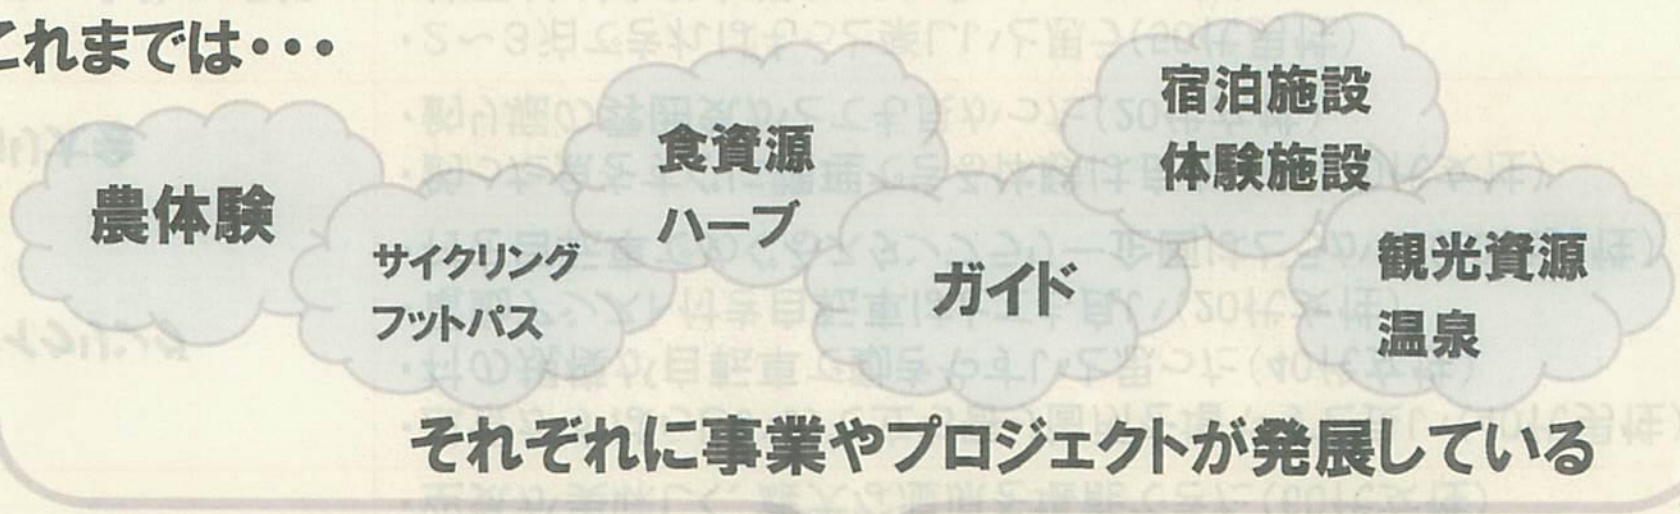 これまでは・・・
農体験
サイクリング
フットパス
食資源
ハーブ
ガイド
宿泊施設
体験施設
観光資源
温泉
それぞれに事業やプロジェクトが発展している